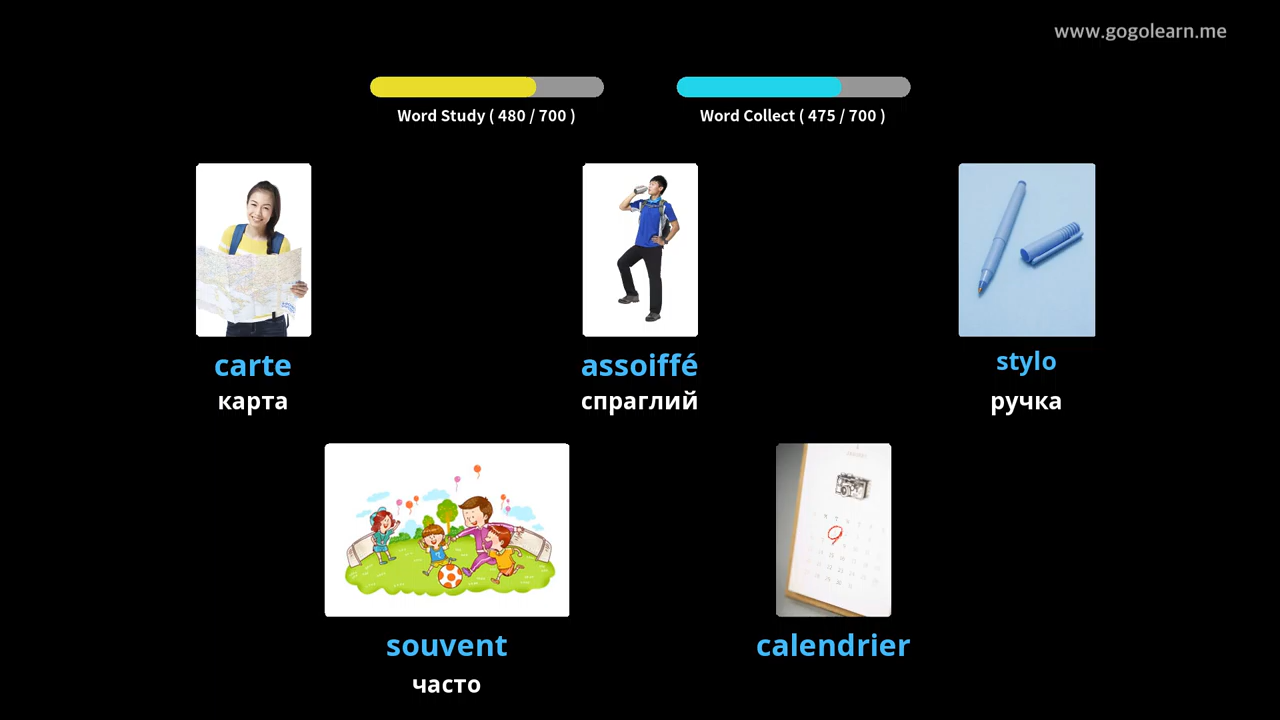 www.gogolearn.me
Word Study ( 480 / 700 )
Word Collect ( 475 / 700 )
carte
карта
assoiffé
спраглий
stylo
ручка
souvent
часто
calendrier